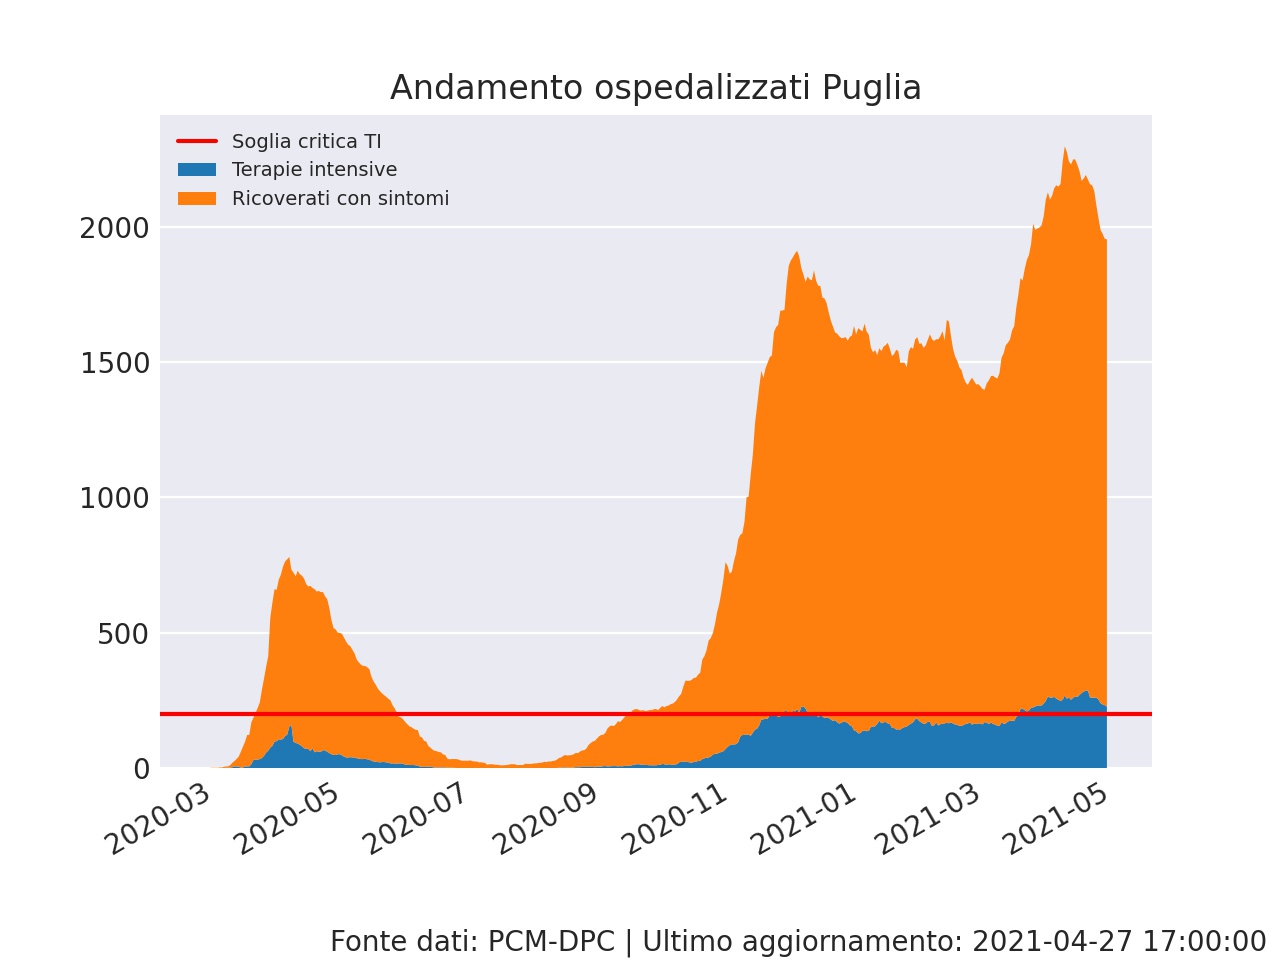 Andamento ospedalizzati Puglia
Soglia critica TI
Terapie intensive
Ricoverati con sintomi
2000
1500
1000
500
0
2020-03
2020-05
2020-07
2020-09
2020-11
2021-01
2021-03
2021-05
Fonte dati: PCM-DPC | Ultimo aggiornamento: 2021-04-27 17:00:00